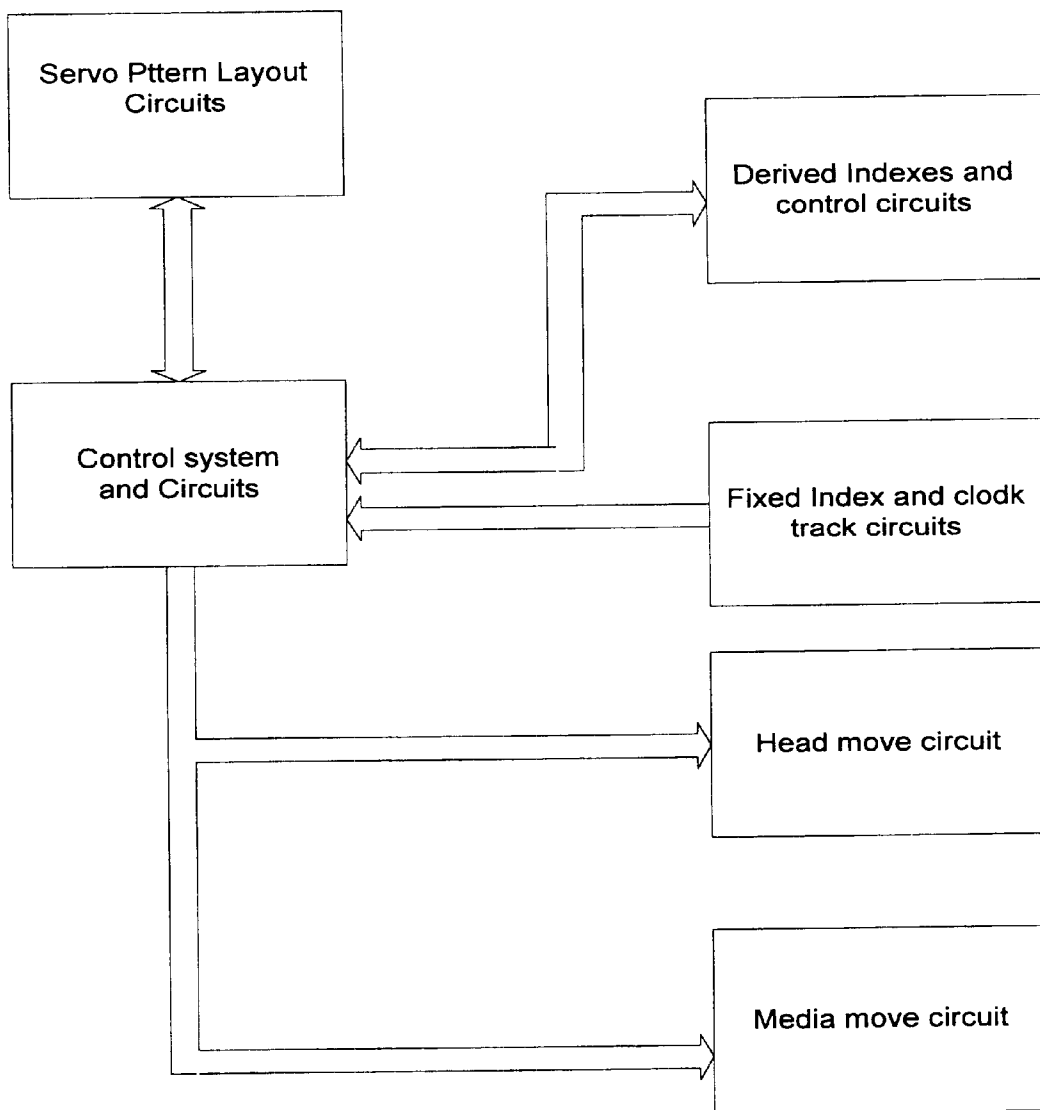 Servo Pttern Layout
Circuits
Derived Indexes and
control circuits
Control system
and Circuits
Fixed Index and clodk
track circuits
Head move circuit
Media move circuit